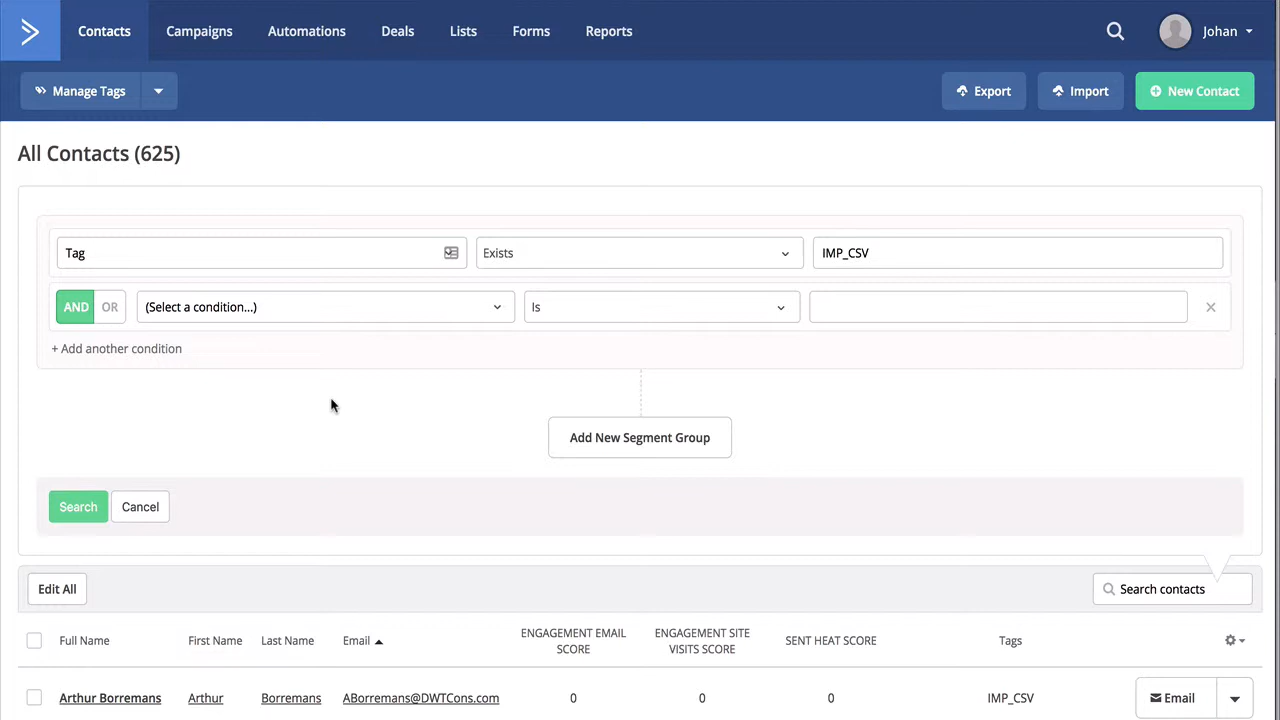 Contacts Campaigns Automations Deals Lists Forms Reports Johan
Manage Tags Export Import New Contact
All Contacts (625)
Tag Exists IMP_CSV
AND OR (Select a condition...) Is
+ Add another condition
Add New Segment Group
Search Cancel
Edit All Search contacts
Full Name First Name Last Name Email ENGAGEMENT EMAIL SCORE ENGAGEMENT SITE VISITS SCORE SENT HEAT SCORE Tags
Arthur Borremans Arthur Borremans ABorremans@DWTCons.com 0 0 0 IMP_CSV Email